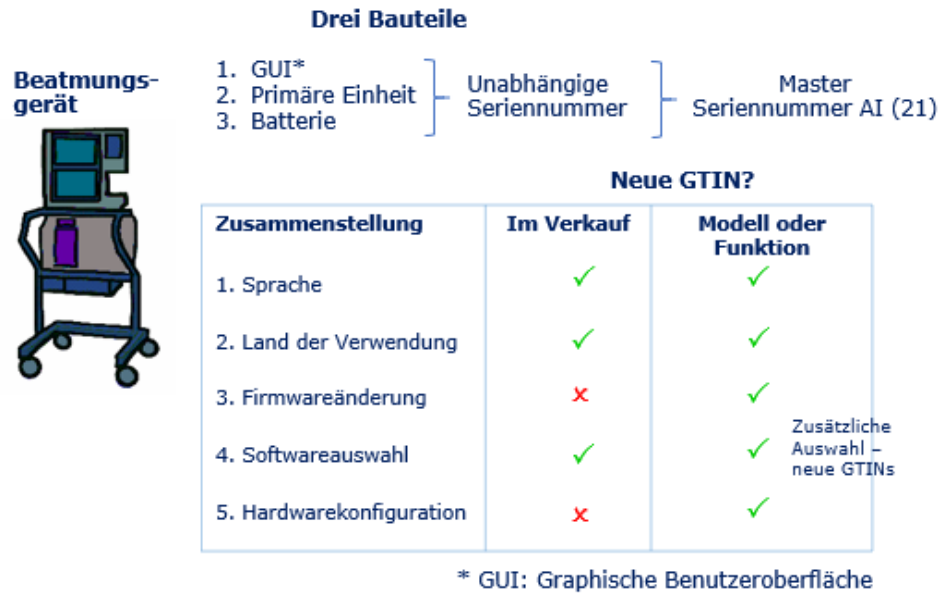 Drei Bauteile
Beatmungs-
gerät
1. GUI*
2. Primäre Einheit
3. Batterie
Unabhängige
Seriennummer
Master
Seriennummer AI (21)
Neue GTIN?
Zusammenstellung
Im Verkauf
Modell oder
Funktion
1. Sprache
2. Land der Verwendung
3. Firmwareänderung
4. Softwareauswahl
Zusätzliche
Auswahl –
neue GTINs
5. Hardwarekonfiguration
* GUI: Graphische Benutzeroberfläche